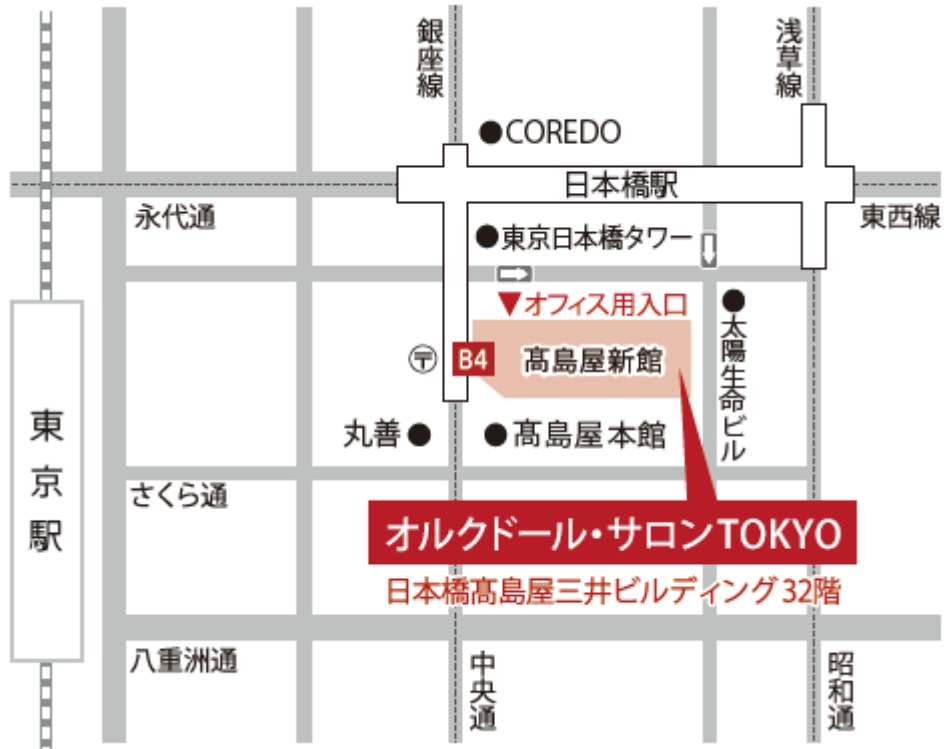 銀座線
浅草線
●COREDO
日本橋駅
永代通
東西線
●東京日本橋タワー
▼オフィス用入口
●太陽生命ビル
〒
B4
髙島屋新館
東京駅
丸善●
●髙島屋本館
さくら通
オルクドール・サロンTOKYO
日本橋髙島屋三井ビルディング 32階
八重洲通
中央通
昭和通